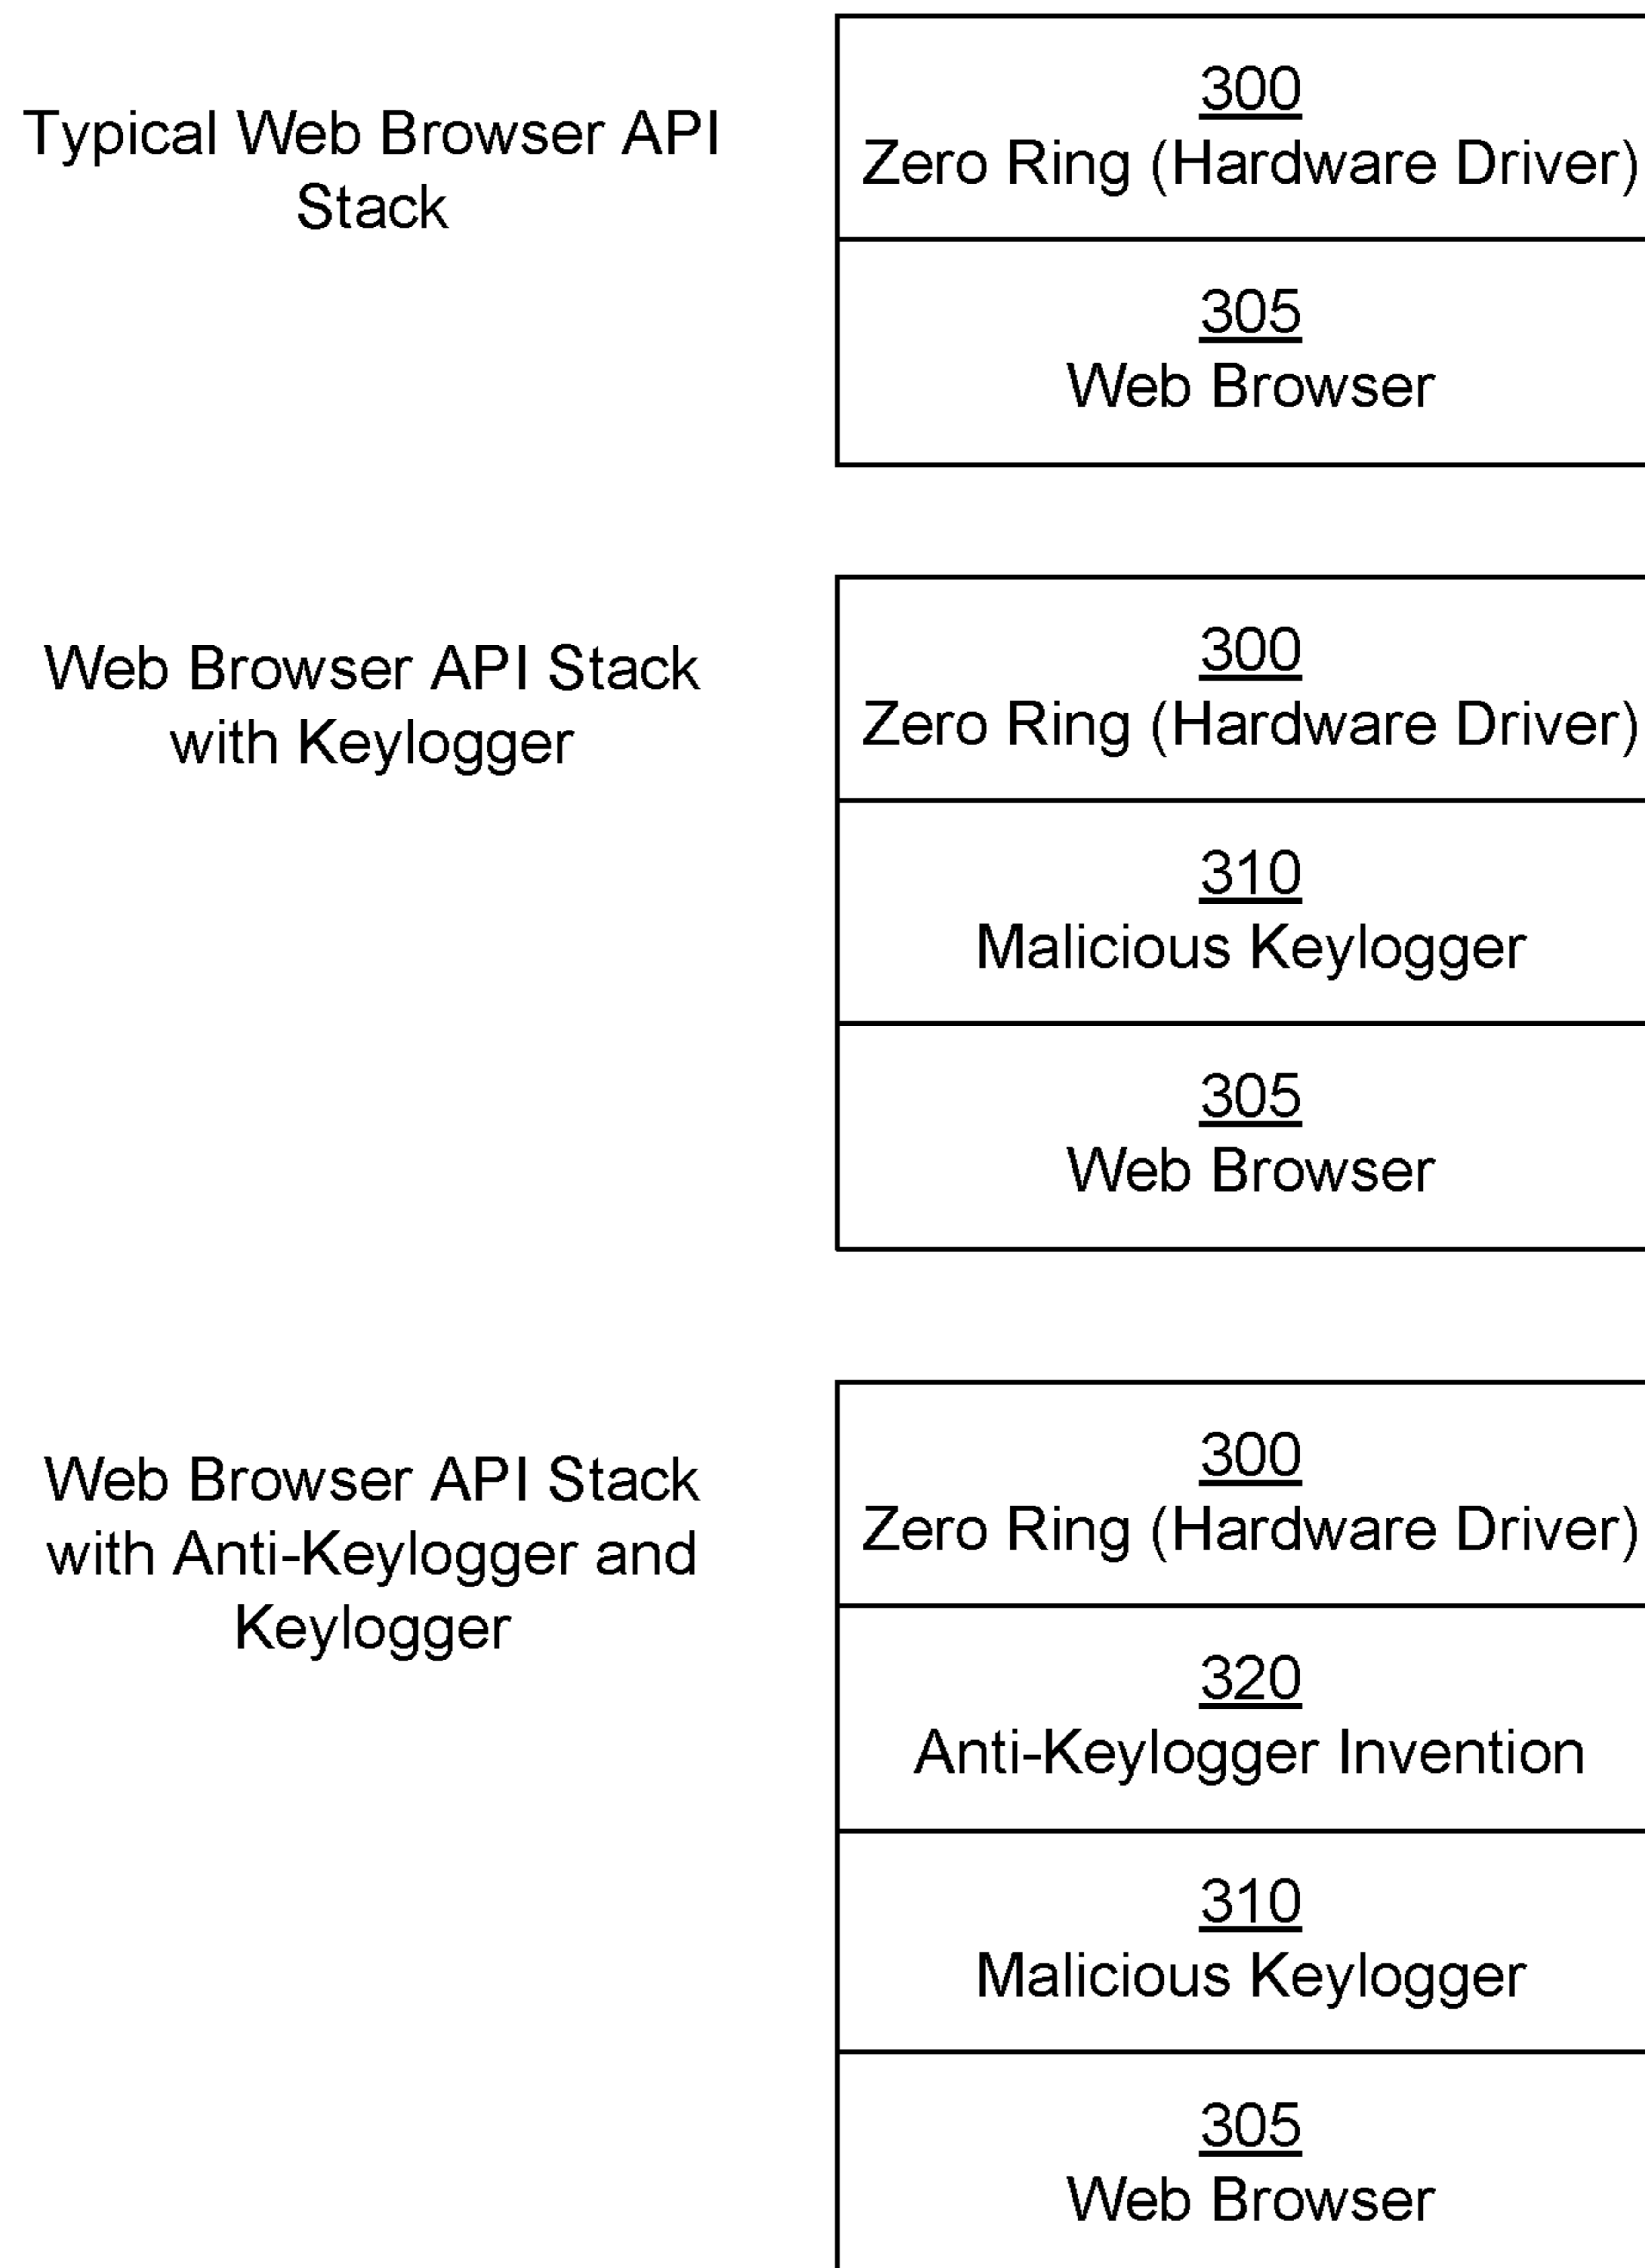 Typical Web Browser API
Stack
300
Zero Ring (Hardware Driver)
305
Web Browser
Web Browser API Stack
with Keylogger
300
Zero Ring (Hardware Driver)
310
Malicious Keylogger
305
Web Browser
Web Browser API Stack
with Anti-Keylogger and
Keylogger
300
Zero Ring (Hardware Driver)
320
Anti-Keylogger Invention
310
Malicious Keylogger
305
Web Browser